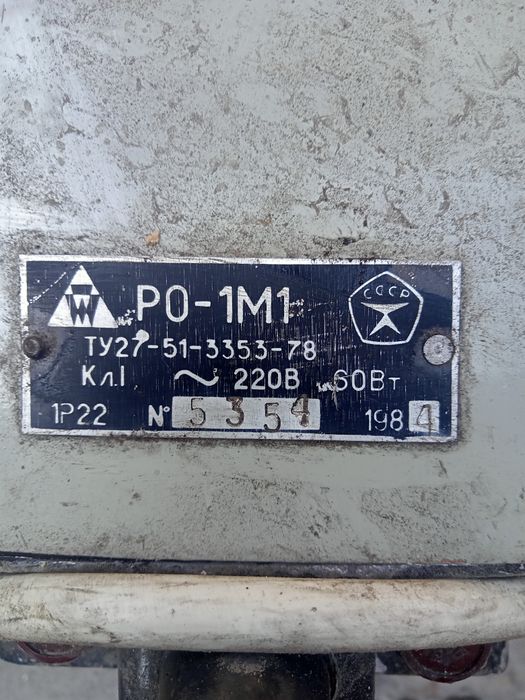 РО-1М1
СССР
ТУ27-51-3353-78
Кл.I ~ 220В 60Вт
1Р22 № 5354 1984